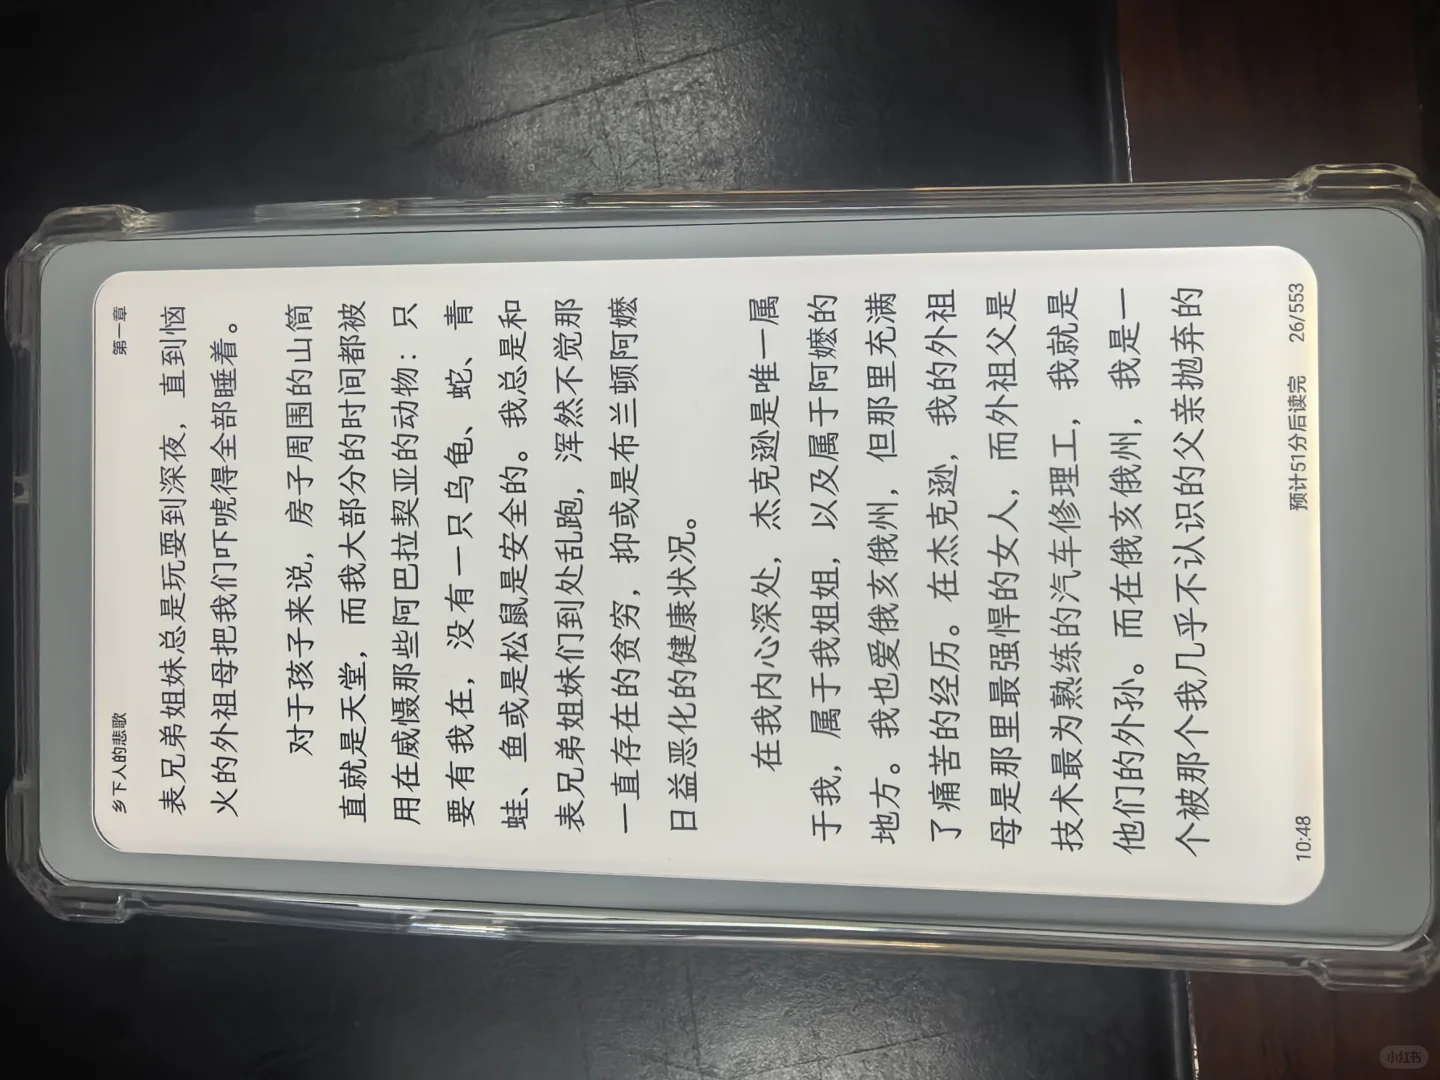 乡下人的悲歌
第一章
表兄弟姐妹总是玩耍到深夜，直到恼
火的外祖母把我们吓唬得全部睡着。
对于孩子来说，房子周围的山简
直就是天堂，而我大部分的时间都被
用在威慑那些阿巴拉契亚的动物：只
要有我在，没有一只乌龟、蛇、青
蛙、鱼或是松鼠是安全的。我总是和
表兄弟姐妹们到处乱跑，浑然不觉那
一直存在的贫穷，抑或是布兰顿阿嬷
日益恶化的健康状况。
在我内心深处，杰克逊是唯一属
于我，属于我姐姐，以及属于阿嬷的
地方。我也爱俄亥俄州，但那里充满
了痛苦的经历。在杰克逊，我的外祖
母是那里最强悍的女人，而外祖父是
技术最为熟练的汽车修理工，我就是
他们的外孙。而在俄亥俄州，我是一
个被那个我几乎不认识的父亲抛弃的
10:48
预计51分后读完
26/553
小红书